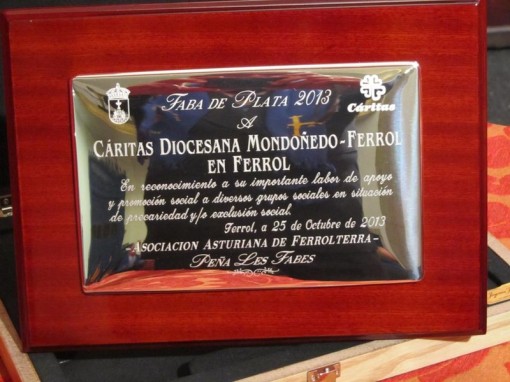 FABA DE PLATA 2013
Cáritas
A
CÁRITAS DIOCESANA MONDOÑEDO-FERROL
EN FERROL
En reconocimiento a su importante labor de apoyo
y promoción social a diversos grupos sociales en situación
de precariedad y/o exclusión social.
Ferrol, a 25 de Octubre de 2013
-ASOCIACION ASTURIANA DE FERROLTERRA-
PEÑA LES FABES